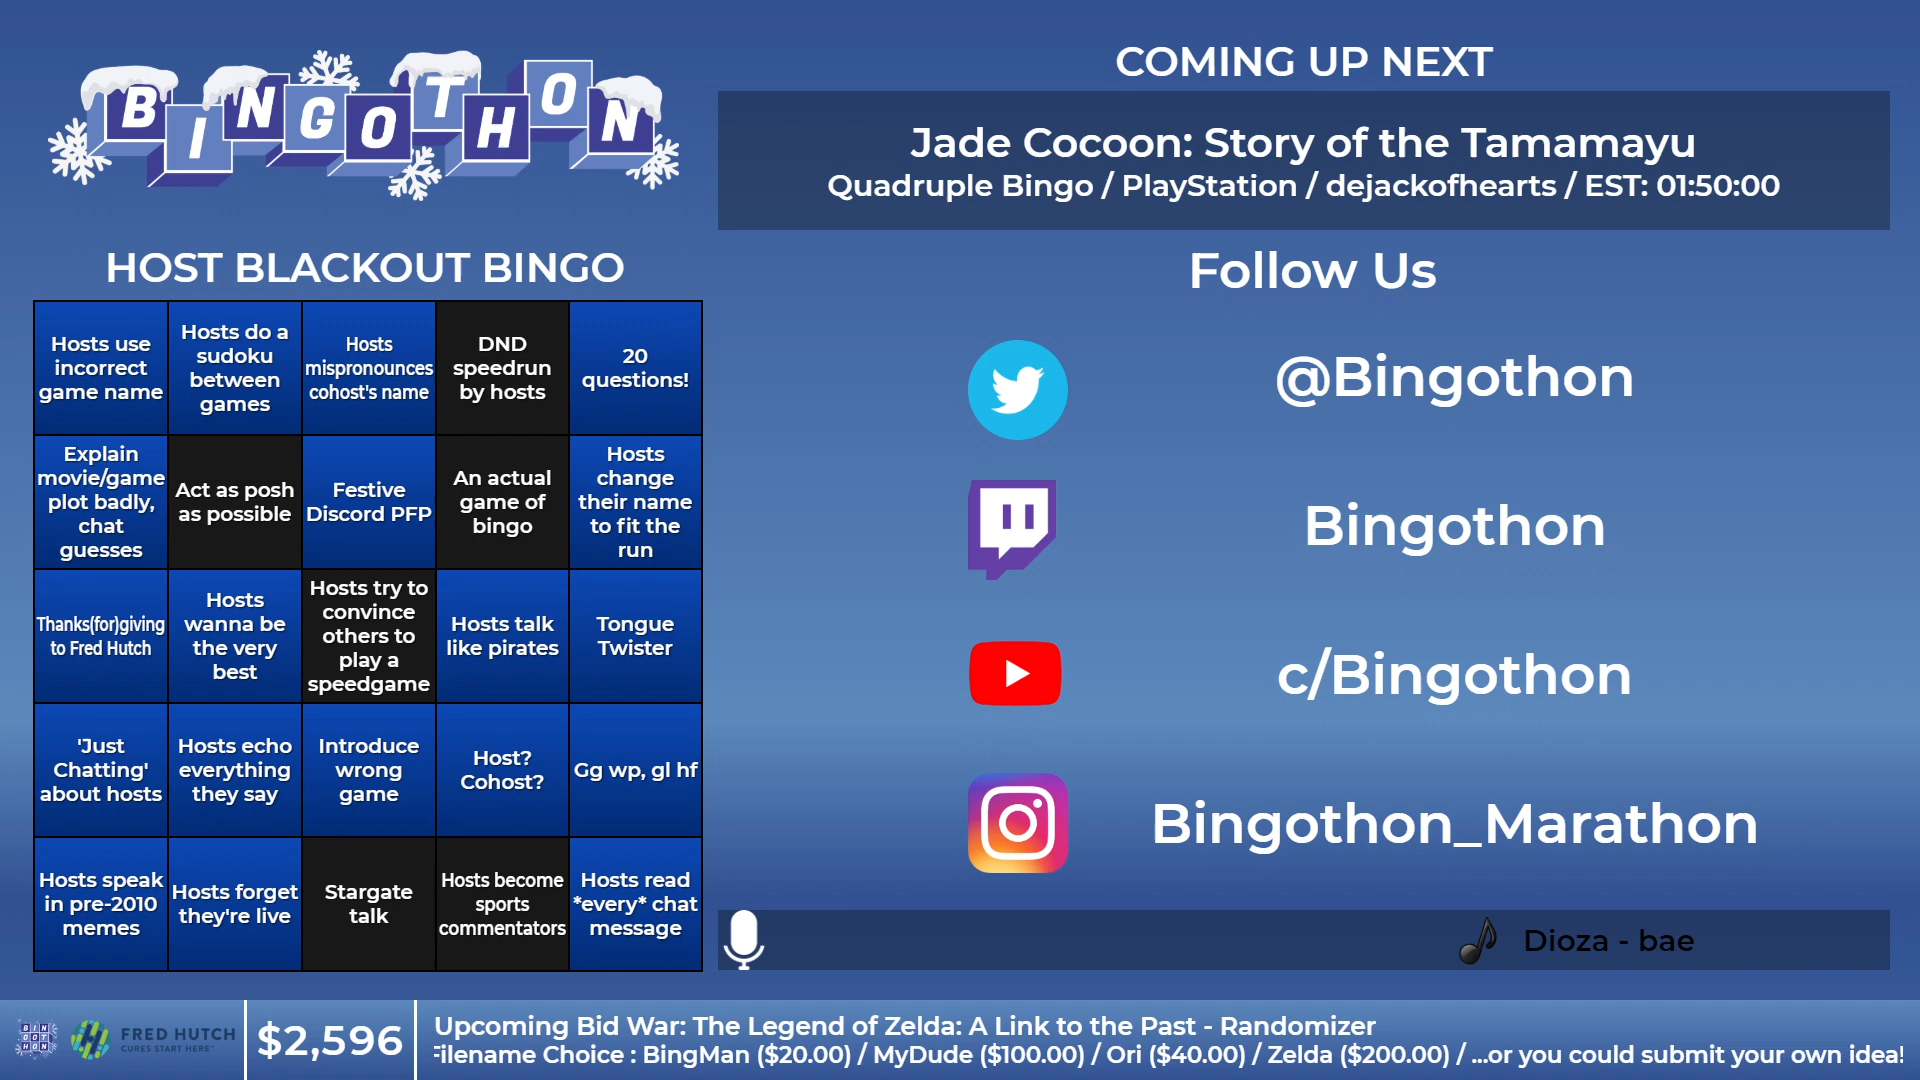 BINGOTHON
COMING UP NEXT
Jade Cocoon: Story of the Tamamayu
Quadruple Bingo / PlayStation / dejackofhearts / EST: 01:50:00
HOST BLACKOUT BINGO
Hosts use
incorrect
game name
Hosts do a
sudoku
between
games
Hosts
mispronounces
cohost's name
DND
speedrun
by hosts
20
questions!
Explain
movie/game
plot badly,
chat
guesses
Act as posh
as possible
Festive
Discord PFP
An actual
game of
bingo
Hosts
change
their name
to fit the
run
Thanks(for)giving
to Fred Hutch
Hosts
wanna be
the very
best
Hosts try to
convince
others to
play a
speedgame
Hosts talk
like pirates
Tongue
Twister
'Just
Chatting'
about hosts
Hosts echo
everything
they say
Introduce
wrong
game
Host?
Cohost?
Gg wp, gl hf
Hosts speak
in pre-2010
memes
Hosts forget
they're live
Stargate
talk
Hosts become
sports
commentators
Hosts read
*every* chat
message
Follow Us
@Bingothon
Bingothon
c/Bingothon
Bingothon_Marathon
Dioza - bae
BINGOTHON
FRED HUTCH
CURES START HERE™
$2,596
Upcoming Bid War: The Legend of Zelda: A Link to the Past - Randomizer
Filename Choice : BingMan ($20.00) / MyDude ($100.00) / Ori ($40.00) / Zelda ($200.00) / ...or you could submit your own idea!